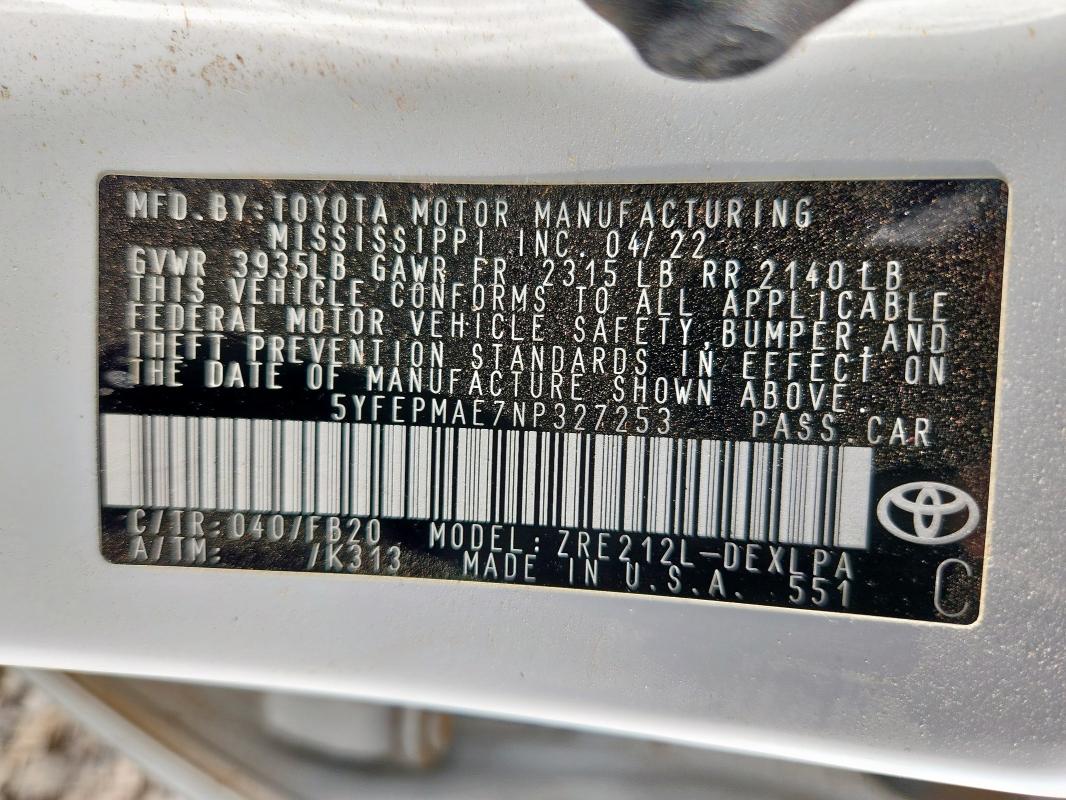 MFD.BY:TOYOTA MOTOR MANUFACTURING
MISSISSIPPI INC. 04/22
GVWR 3935LB GAWR FR 2315 LB RR 2140 LB
THIS VEHICLE CONFORMS TO ALL APPLICABLE
FEDERAL MOTOR VEHICLE SAFETY,BUMPER,AND
THEFT PREVENTION STANDARDS IN EFFECT ON
THE DATE OF MANUFACTURE SHOWN ABOVE.
5YFEPMAE7NP327253 PASS.CAR
C/TR:040/FB20 MODEL:ZRE212L-DEXLPA
A/TM: /K313 MADE IN U.S.A. 551
C